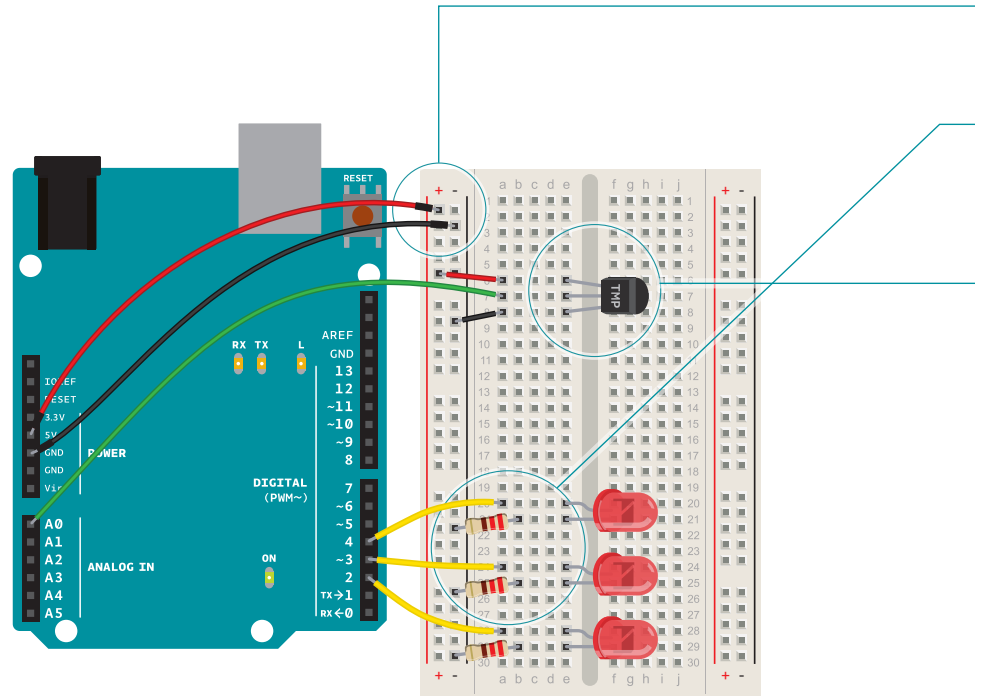 RESET
+ -
a b c d e
f g h i j
+ -
1
2
3
4
5
6
7
8
9
10
11
12
13
14
15
16
17
18
19
20
21
22
23
24
25
26
27
28
29
30
TMP
AREF
GND
13
12
~11
~10
~9
8
7
~6
~5
4
~3
2
TX→1
RX←0
DIGITAL
(PWM~)
RX TX L
ON
3.3V
5V
GND
GND
POWER
A0
A1
A2
A3
A4
A5
ANALOG IN
+ -
a b c d e
f g h i j
+ -